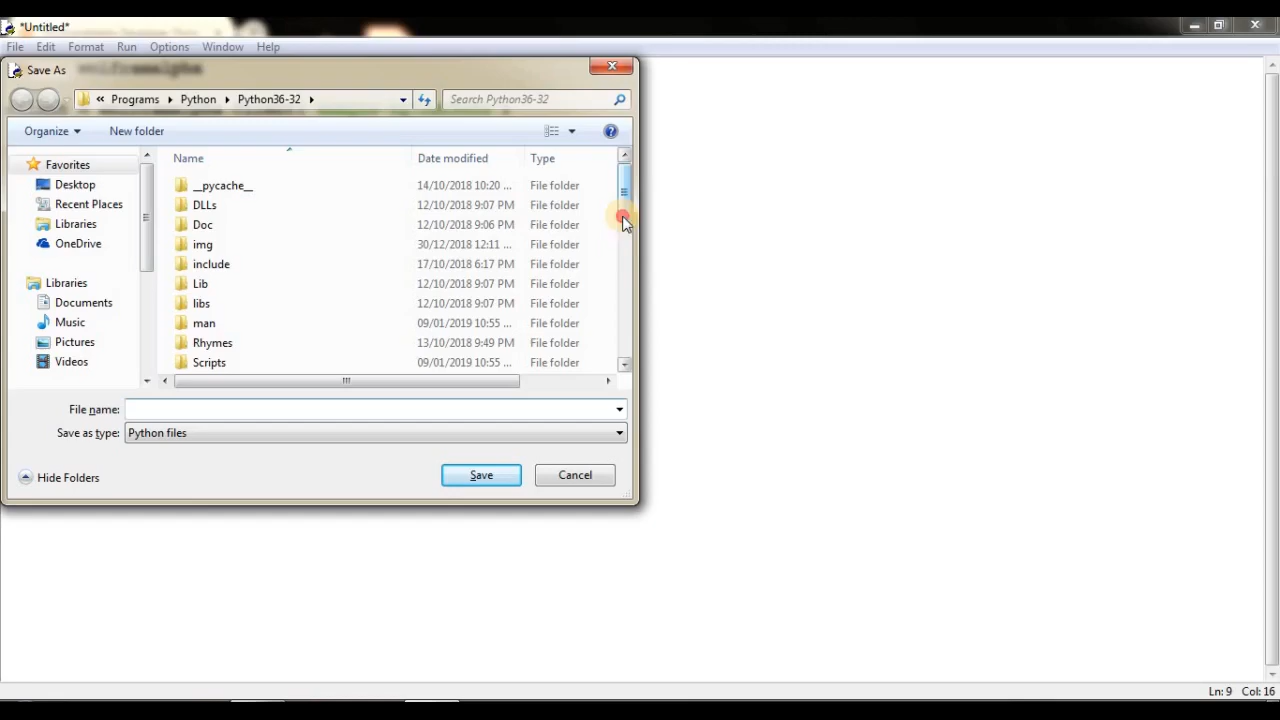 *Untitled*
File Edit Format Run Options Window Help
Save As
« Programs Python Python36-32 Search Python36-32
Organize New folder
Name Date modified Type
Favorites
Desktop
Recent Places
Libraries
OneDrive
Libraries
Documents
Music
Pictures
Videos
__pycache__ 14/10/2018 10:20 ... File folder
DLLs 12/10/2018 9:07 PM File folder
Doc 12/10/2018 9:06 PM File folder
img 30/12/2018 12:11 ... File folder
include 17/10/2018 6:17 PM File folder
Lib 12/10/2018 9:07 PM File folder
libs 12/10/2018 9:07 PM File folder
man 09/01/2019 10:55 ... File folder
Rhymes 13/10/2018 9:49 PM File folder
Scripts 09/01/2019 10:55 ... File folder
File name:
Save as type: Python files
Hide Folders Save Cancel
Ln: 9 Col: 16